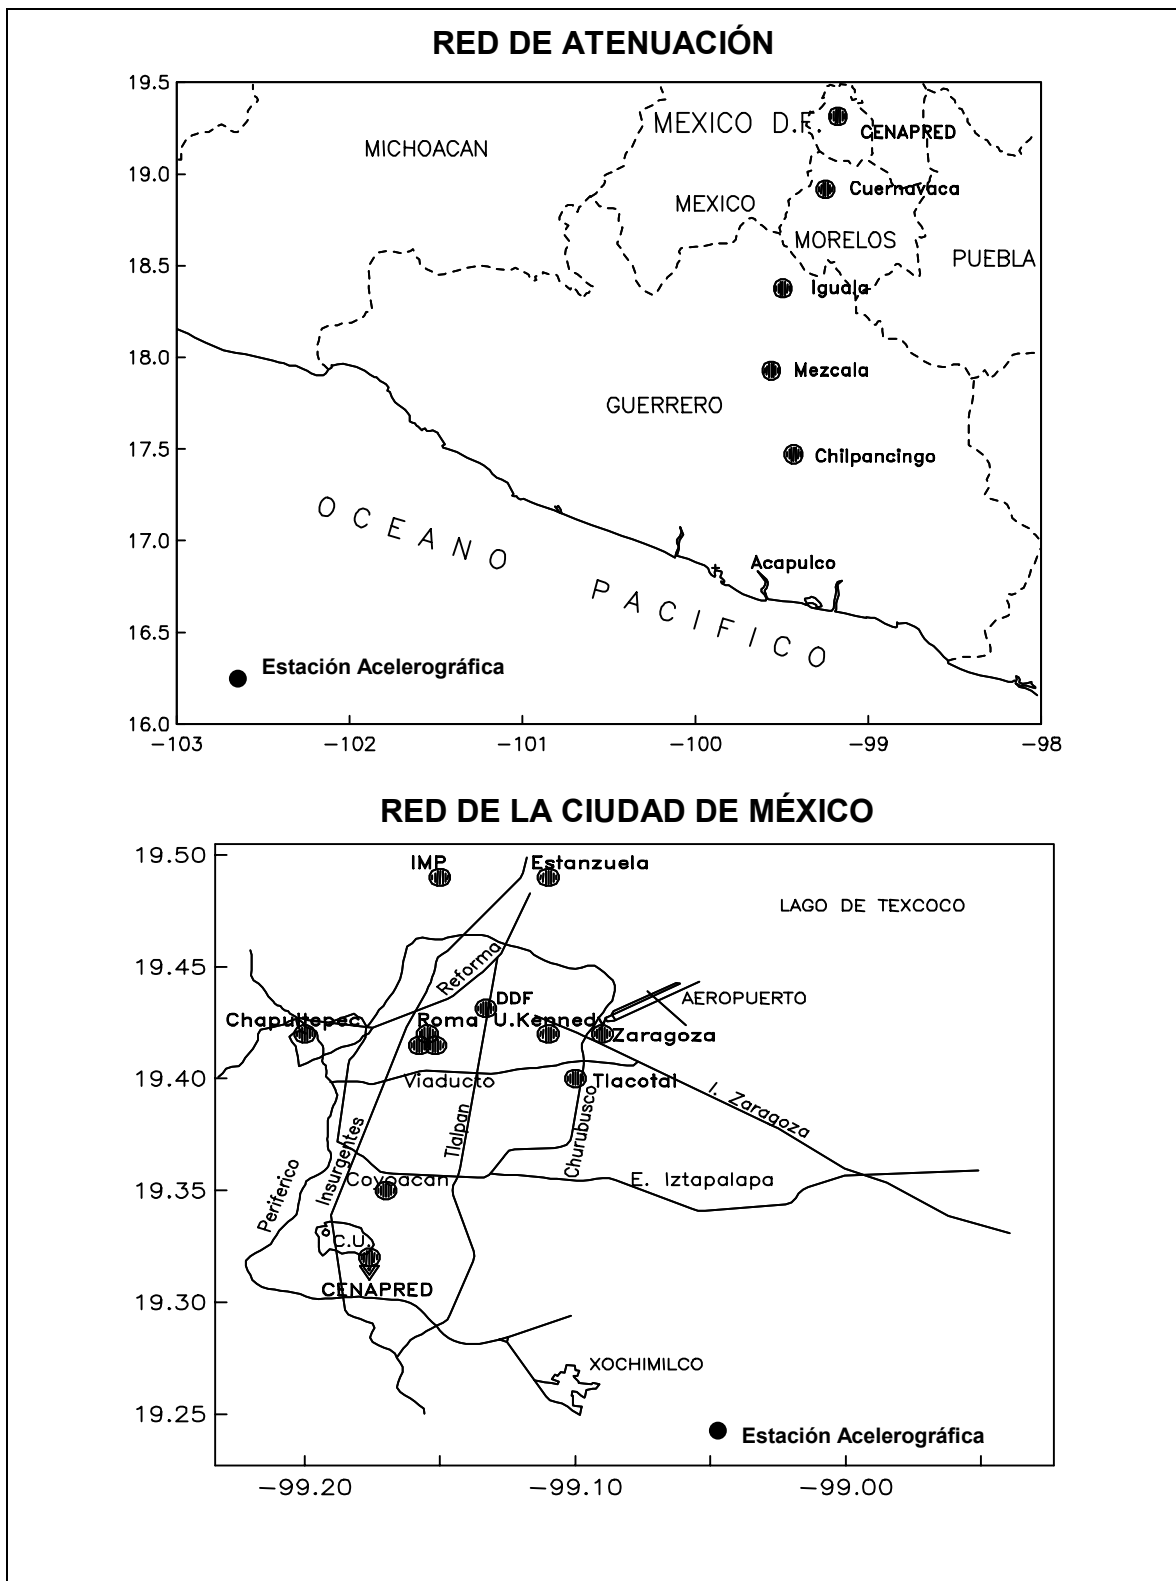 RED DE ATENUACIÓN
19.5
19.0
18.5
18.0
17.5
17.0
16.5
16.0
MICHOACAN
MEXICO D.F.
CENAPRED
Cuernavaca
MEXICO
MORELOS
PUEBLA
Iguala
Mezcala
GUERRERO
Chilpancingo
Acapulco
OCEANO PACIFICO
Estación Acelerográfica
-103
-102
-101
-100
-99
-98
RED DE LA CIUDAD DE MÉXICO
19.50
19.45
19.40
19.35
19.30
19.25
IMP
Estanzuela
LAGO DE TEXCOCO
Reforma
DDF
AEROPUERTO
Chapultepec
Roma
U.Kenned
Zaragoza
Viaducto
Tlacotal
I. Zaragoza
Insurgentes
Tlalpan
Churubusco
Periferico
Coyoacan
E. Iztapalapa
C.U.
CENAPRED
XOCHIMILCO
Estación Acelerográfica
-99.20
-99.10
-99.00